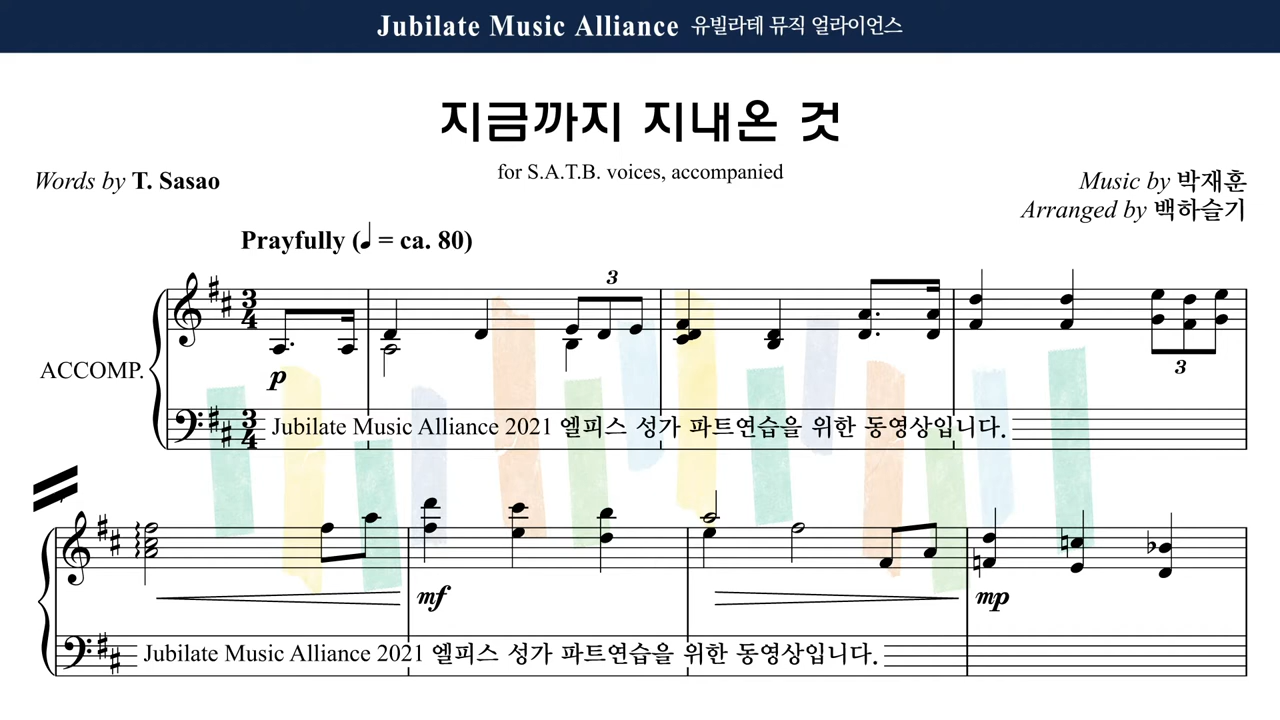 Jubilate Music Alliance 유빌라테 뮤직 얼라이언스
지금까지 지내온 것
for S.A.T.B. voices, accompanied
Words by T. Sasao
Music by 박재훈
Arranged by 백하슬기
Prayfully (♩ = ca. 80)
3
3
4
p
3
ACCOMP.
3
4
Jubilate Music Alliance 2021 엘피스 성가 파트연습을 위한 동영상입니다.
mf
mp
Jubilate Music Alliance 2021 엘피스 성가 파트연습을 위한 동영상입니다.